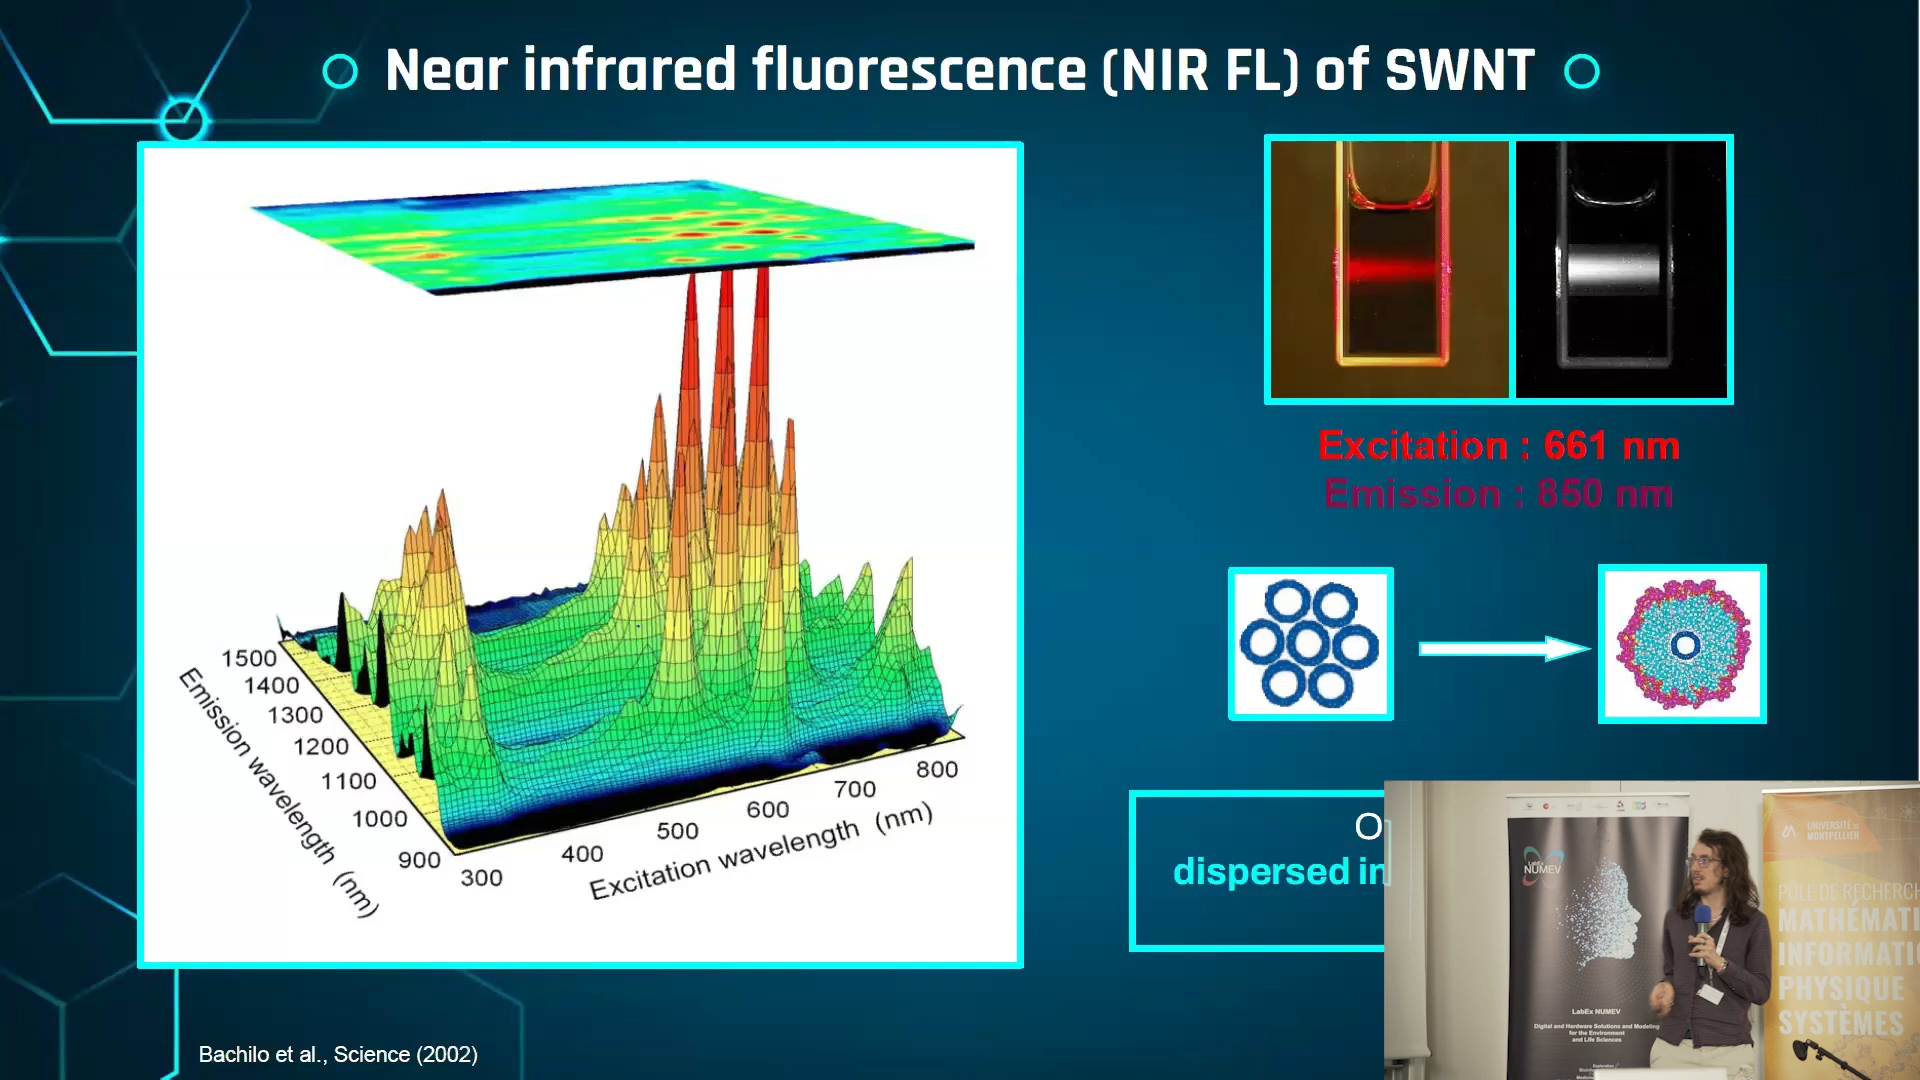 Near infrared fluorescence (NIR FL) of SWNT
1500
1400
1300
1200
1100
1000
900
Emission wavelength (nm)
300
400
500
600
700
800
Excitation wavelength (nm)
Excitation : 661 nm
Emission : 850 nm
dispersed in
Bachilo et al., Science (2002)
LabEx
NUMEV
LabEx NUMEV
Digital and Hardware Solutions and Modeling
for the Environment
and Life Sciences
UNIVERSITÉ DE
MONTPELLIER
PÔLE DE RECHERCH
MATHÉMATI
INFORMATI
PHYSIQUE
SYSTÈMES